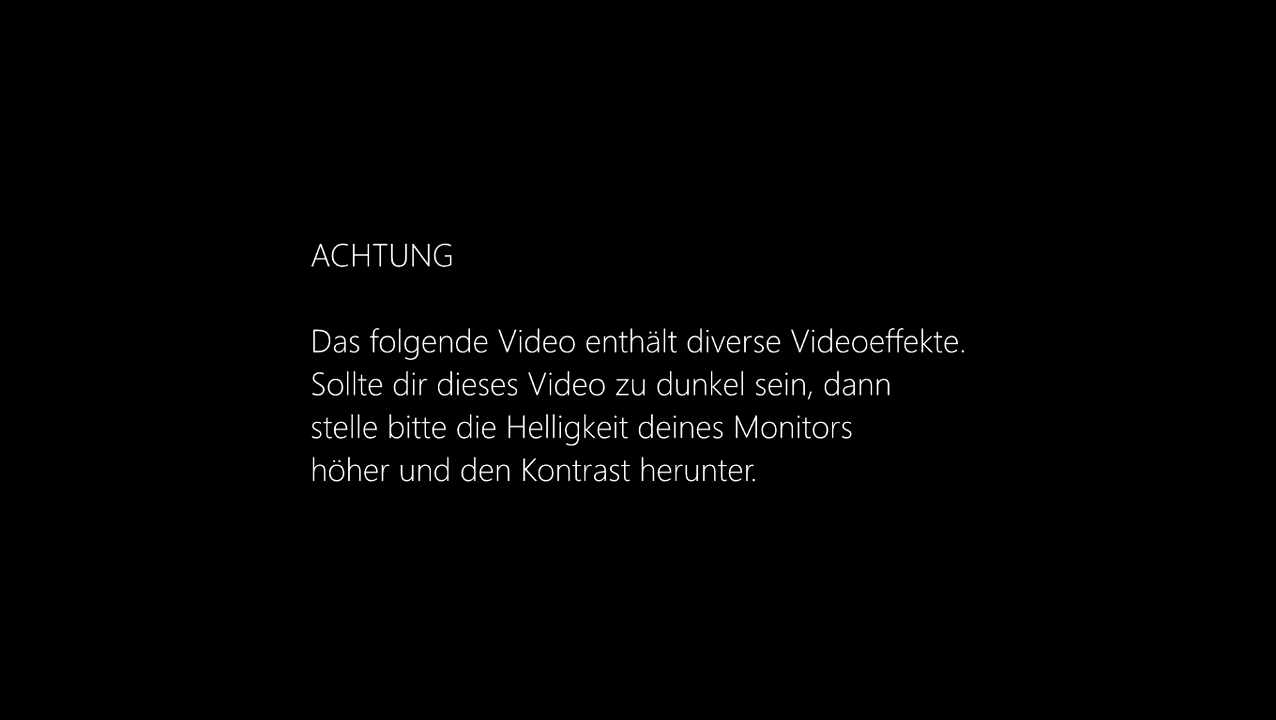 ACHTUNG
Das folgende Video enthält diverse Videoeffekte.
Sollte dir dieses Video zu dunkel sein, dann
stelle bitte die Helligkeit deines Monitors
höher und den Kontrast herunter.